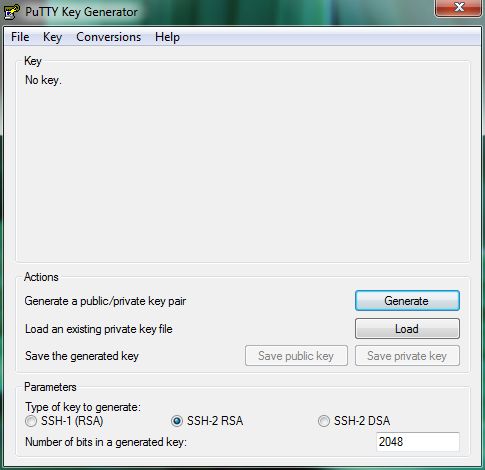 PuTTY Key Generator
File Key Conversions Help
Key
No key.
Actions
Generate a public/private key pair Generate
Load an existing private key file Load
Save the generated key Save public key Save private key
Parameters
Type of key to generate:
SSH-1 (RSA) SSH-2 RSA SSH-2 DSA
Number of bits in a generated key: 2048